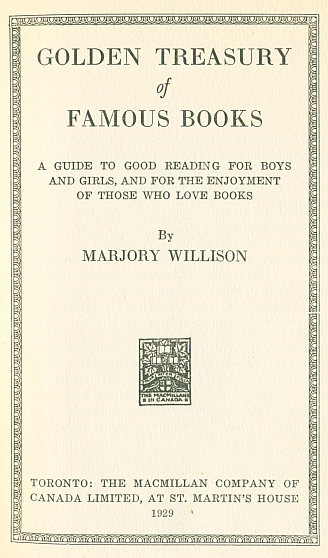 GOLDEN TREASURY
of
FAMOUS BOOKS
A GUIDE TO GOOD READING FOR BOYS
AND GIRLS, AND FOR THE ENJOYMENT
OF THOSE WHO LOVE BOOKS
By
MARJORY WILLISON
THE MACMILLANS
IN CANADA
TORONTO: THE MACMILLAN COMPANY OF
CANADA LIMITED, AT ST. MARTIN'S HOUSE
1929